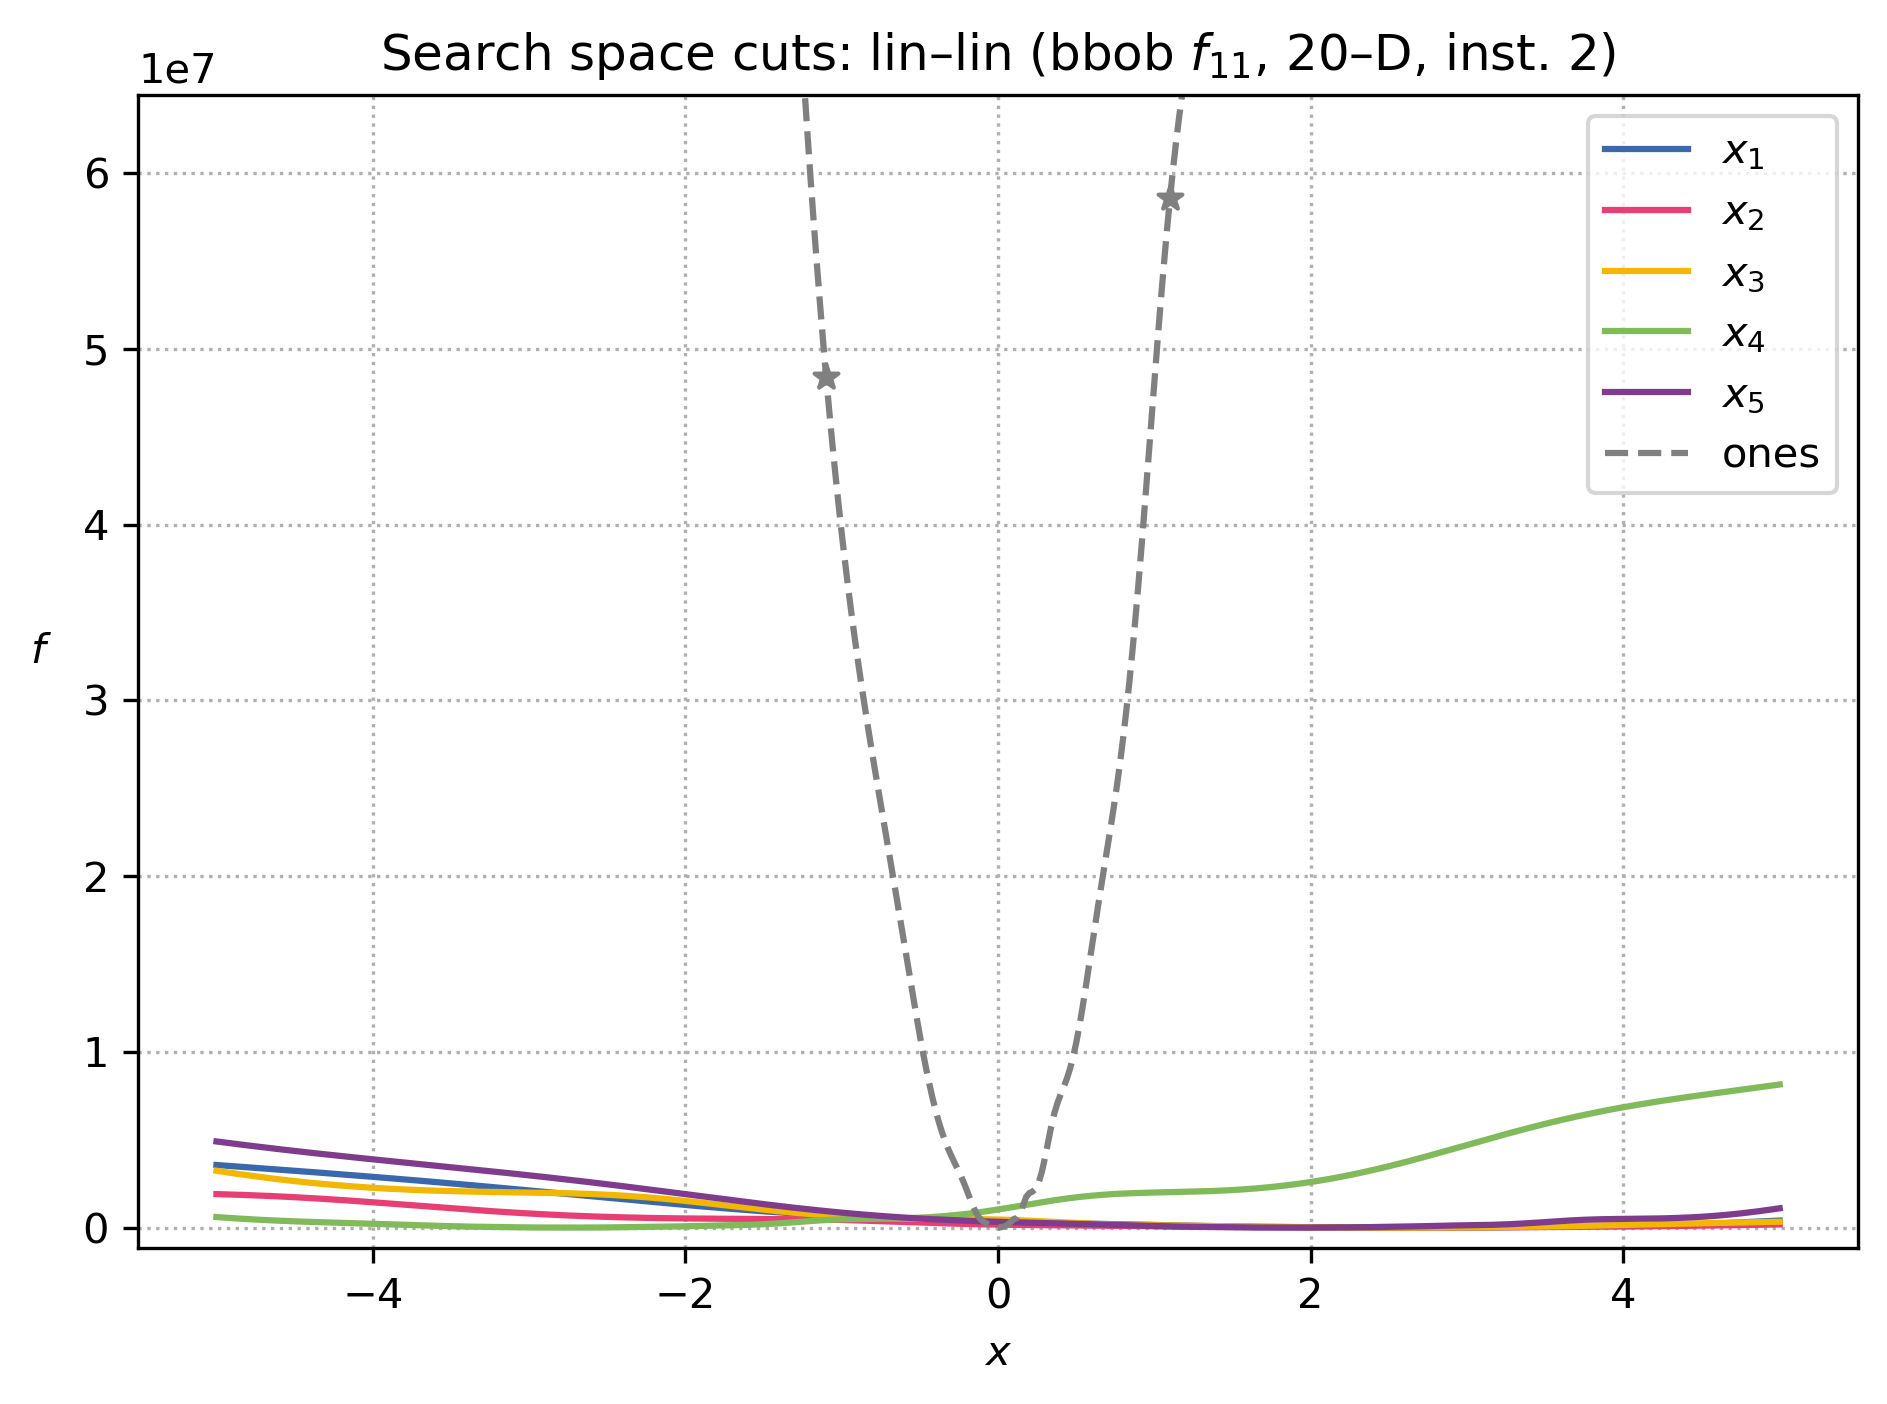 Search space cuts: lin–lin (bbob f₁₁, 20–D, inst. 2)
1e7
6
5
4
3
2
1
0
f
−4
−2
0
2
4
x
x₁
x₂
x₃
x₄
x₅
ones